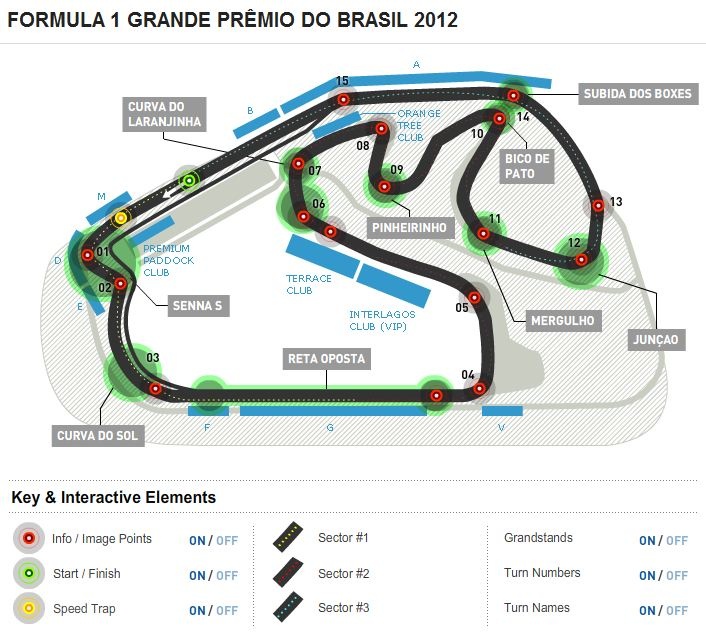 FORMULA 1 GRANDE PRÊMIO DO BRASIL 2012
A
15
SUBIDA DOS BOXES
CURVA DO
LARANJINHA
B
ORANGE
TREE
CLUB
14
10
08
07
09
BICO DE
PATO
M
06
13
PINHEIRINHO
11
12
01
D
PREMIUM
PADDOCK
CLUB
TERRACE
CLUB
02
E
SENNA S
INTERLAGOS
CLUB (VIP)
05
MERGULHO
JUNÇAO
03
RETA OPOSTA
04
CURVA DO SOL
F
G
V
Key & Interactive Elements
Info / Image Points ON / OFF Sector #1 Grandstands ON / OFF
Start / Finish ON / OFF Sector #2 Turn Numbers ON / OFF
Speed Trap ON / OFF Sector #3 Turn Names ON / OFF